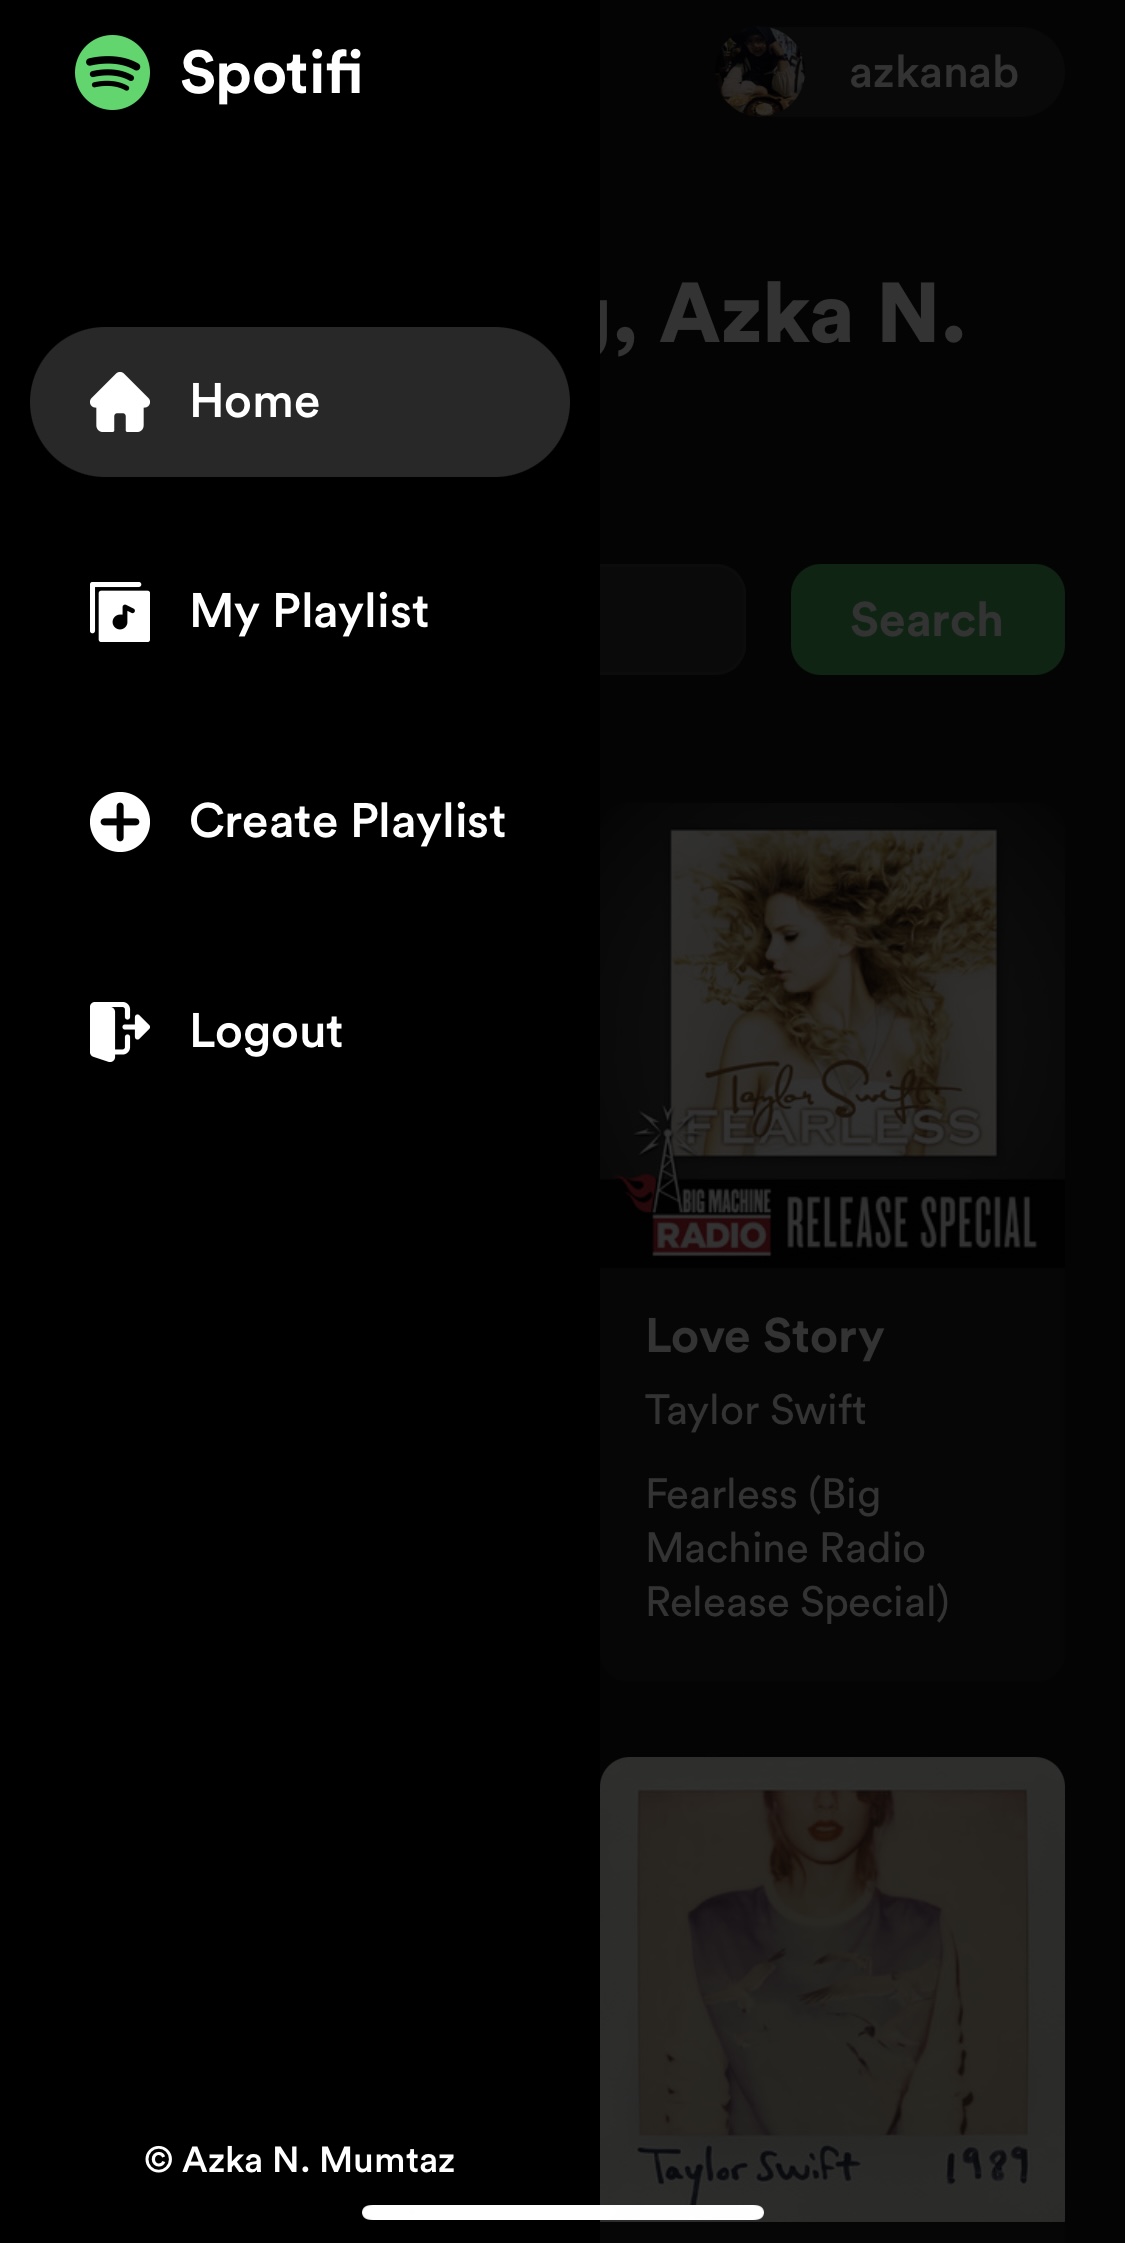 Spotifi
azkanab
, Azka N.
Home
My Playlist
Search
Create Playlist
Logout
Taylor Swift
FEARLESS
BIG MACHINE
RADIO
RELEASE SPECIAL
Love Story
Taylor Swift
Fearless (Big
Machine Radio
Release Special)
Taylor Swift 1989
© Azka N. Mumtaz